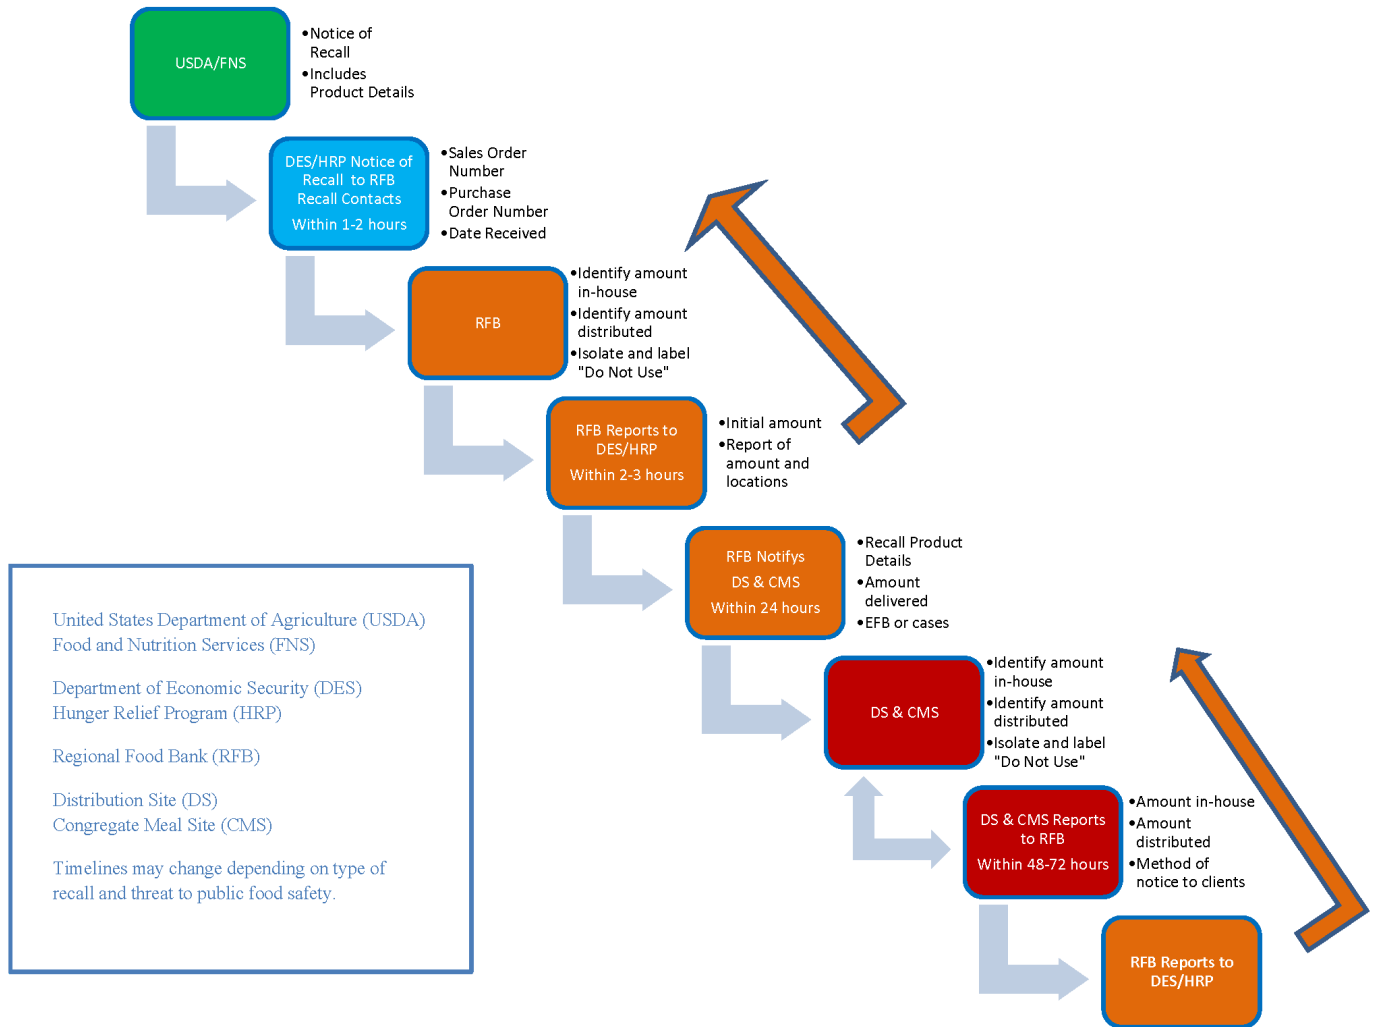 USDA/FNS
•Notice of
Recall
•Includes
Product Details
DES/HRP Notice of
Recall to RFB
Recall Contacts
Within 1-2 hours
•Sales Order
Number
•Purchase
Order Number
•Date Received
RFB
•Identify amount
in-house
•Identify amount
distributed
•Isolate and label
"Do Not Use"
RFB Reports to
DES/HRP
Within 2-3 hours
•Initial amount
•Report of
amount and
locations
RFB Notifys
DS & CMS
Within 24 hours
•Recall Product
Details
•Amount
delivered
•EFB or cases
DS & CMS
•Identify amount
in-house
•Identify amount
distributed
•Isolate and label
"Do Not Use"
DS & CMS Reports
to RFB
Within 48-72 hours
•Amount in-house
•Amount
distributed
•Method of
notice to clients
RFB Reports to
DES/HRP
United States Department of Agriculture (USDA)
Food and Nutrition Services (FNS)
Department of Economic Security (DES)
Hunger Relief Program (HRP)
Regional Food Bank (RFB)
Distribution Site (DS)
Congregate Meal Site (CMS)
Timelines may change depending on type of
recall and threat to public food safety.